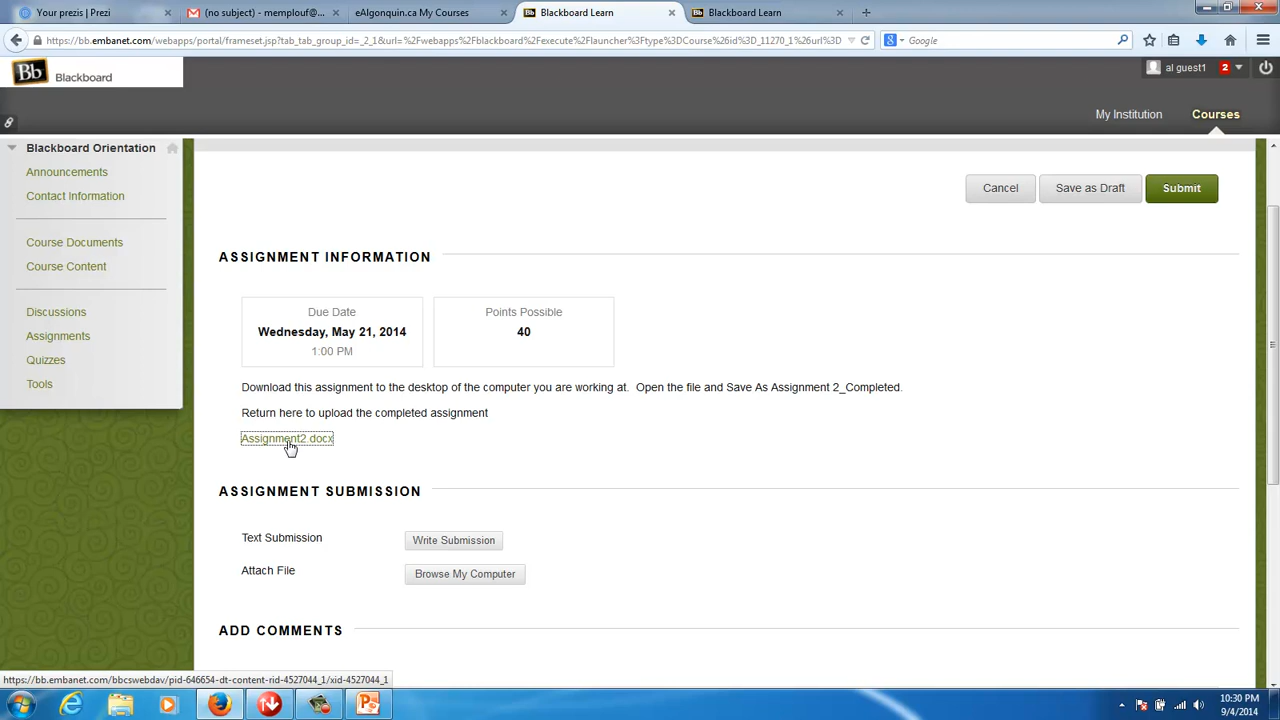 Your prezis | Prezi
(no subject) - memplouf@...
eAlgonquin.ca My Courses
Blackboard Learn
Blackboard Learn
https://bb.embanet.com/webapps/portal/frameset.jsp?tab_tab_group_id=_2_1&url=%2Fwebapps%2Fblackboard%2Fexecute%2Flauncher%3Ftype%3DCourse%26id%3D_11270_1%26url%3D
Google
Bb Blackboard
al guest1 2
My Institution Courses
Blackboard Orientation
Announcements
Contact Information
Course Documents
Course Content
Discussions
Assignments
Quizzes
Tools
Cancel Save as Draft Submit
ASSIGNMENT INFORMATION
Due Date
Wednesday, May 21, 2014
1:00 PM
Points Possible
40
Download this assignment to the desktop of the computer you are working at. Open the file and Save As Assignment 2_Completed.
Return here to upload the completed assignment
Assignment2.docx
ASSIGNMENT SUBMISSION
Text Submission Write Submission
Attach File Browse My Computer
ADD COMMENTS
https://bb.embanet.com/bbcswebdav/pid-646654-dt-content-rid-4527044_1/xid-4527044_1
10:30 PM
9/4/2014